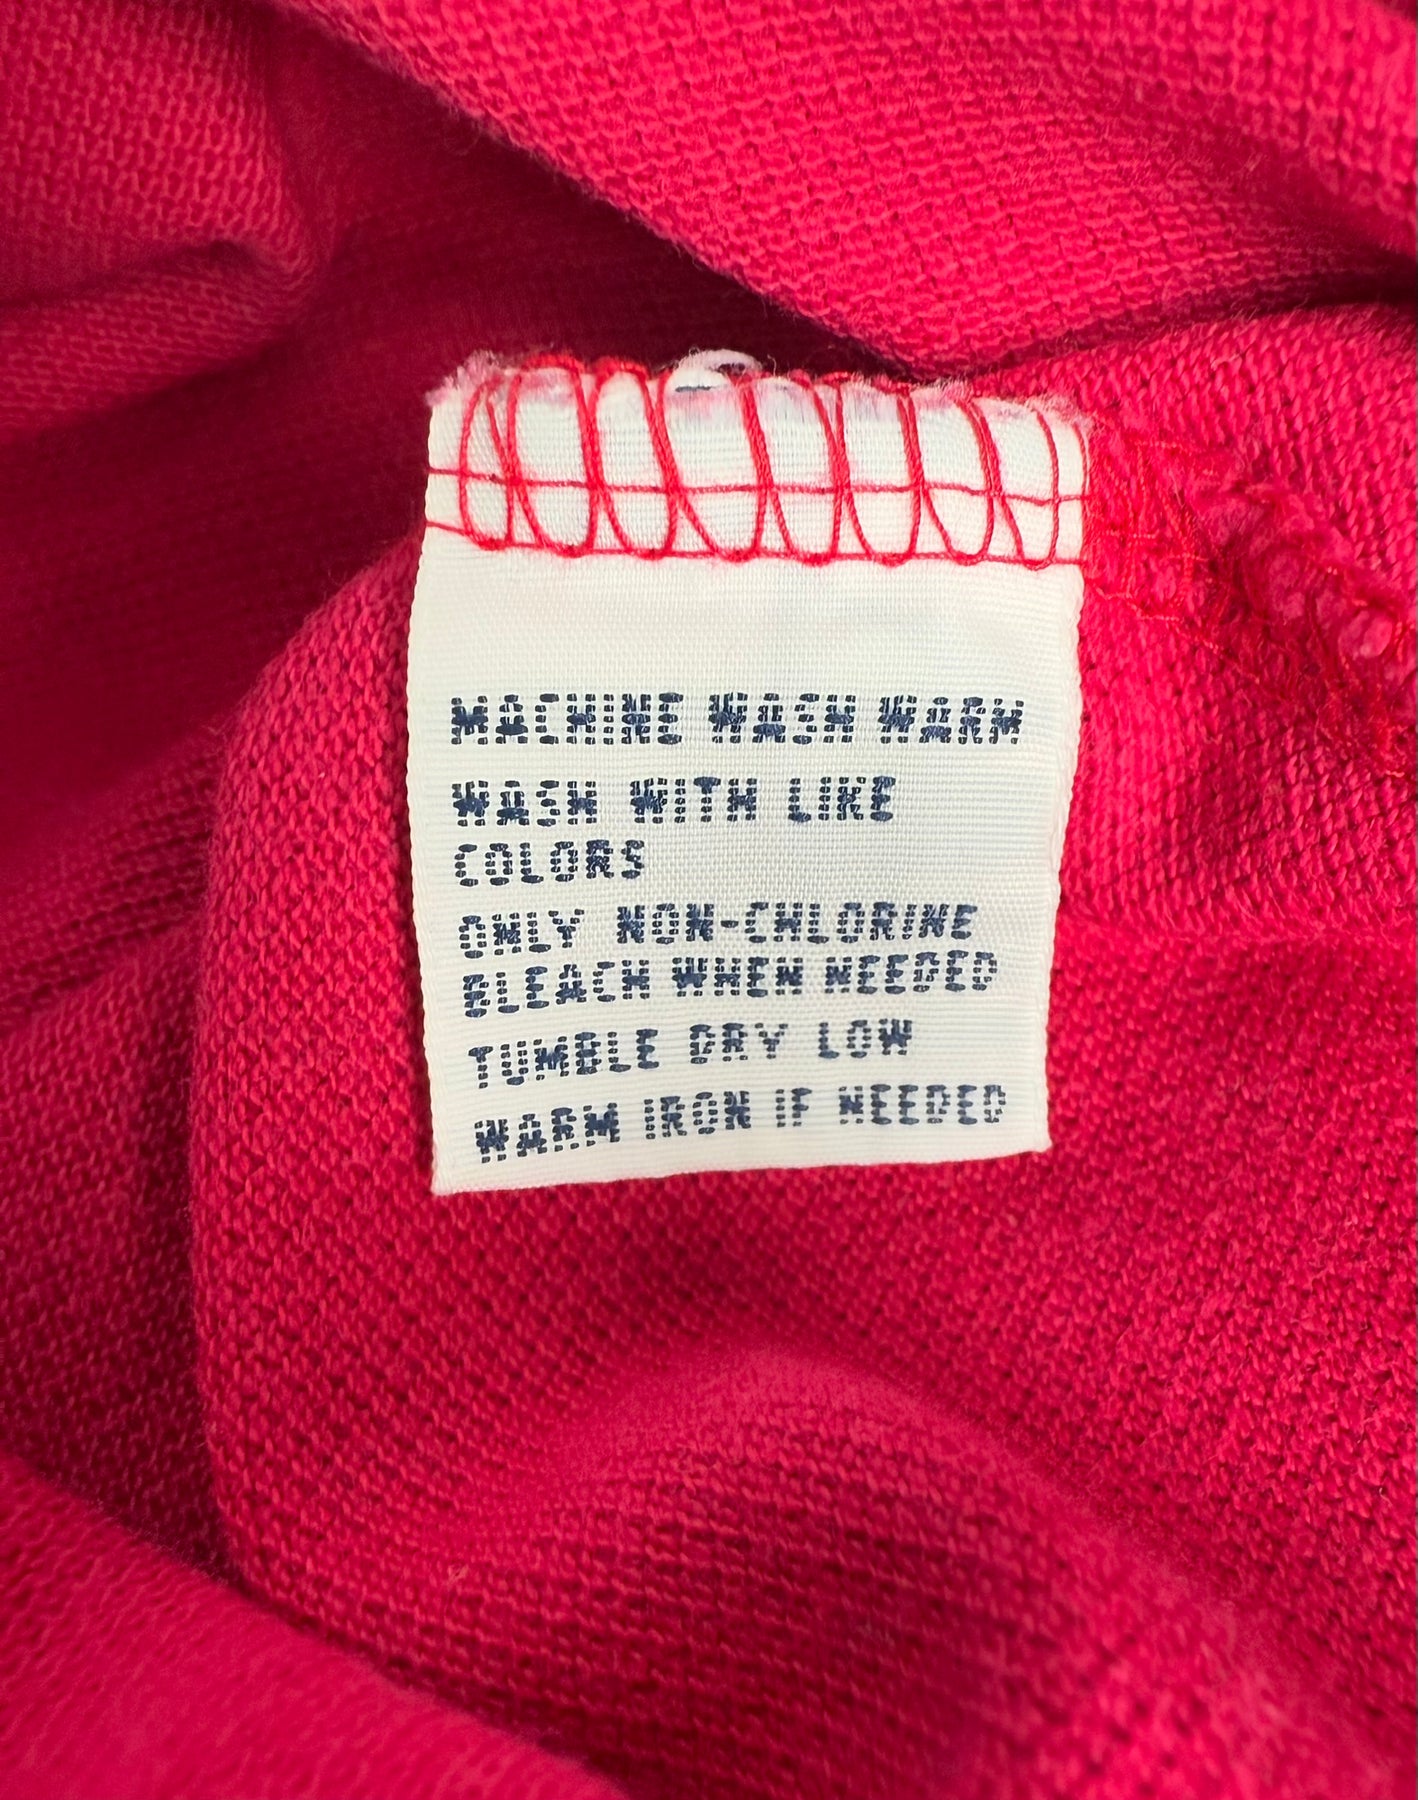 MACHINE WASH WARM
WASH WITH LIKE
COLORS
ONLY NON-CHLORINE
BLEACH WHEN NEEDED
TUMBLE DRY LOW
WARM IRON IF NEEDED